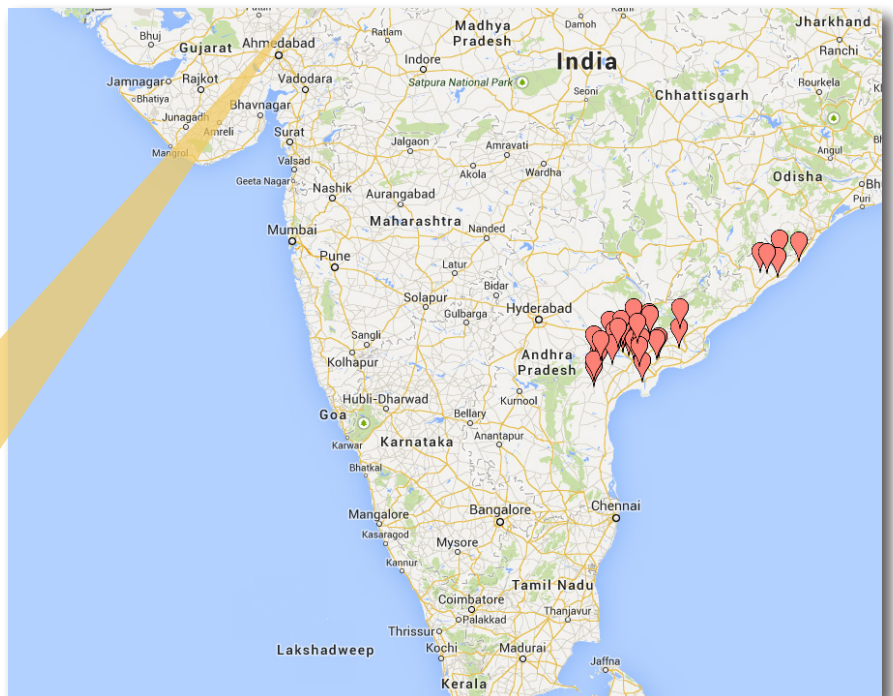 Bhuj
Gujarat
Ahmedabad
Ratlam
Madhya
Pradesh
Damoh
Jharkhand
Ranchi
Indore
India
Jamnagar
Rajkot
Vadodara
Satpura National Park
Seoni
Chhattisgarh
Rourkela
Bhatiya
Bhavnagar
Junagadh
Amreli
Surat
Jalgaon
Amravati
Angul
Mangrol
Valsad
Akola
Wardha
Odisha
Geeta Nagar
Nashik
Aurangabad
Puri
Maharashtra
Mumbai
Nanded
Pune
Latur
Bidar
Solapur
Hyderabad
Gulbarga
Sangli
Kolhapur
Andhra
Pradesh
Hubli-Dharwad
Kurnool
Goa
Bellary
Karwar
Karnataka
Anantapur
Bhatkal
Mangalore
Bangalore
Chennai
Kasaragod
Mysore
Kannur
Tamil Nadu
Coimbatore
Palakkad
Thanjavur
Thrissur
Lakshadweep
Kochi
Madurai
Jaffna
Kerala